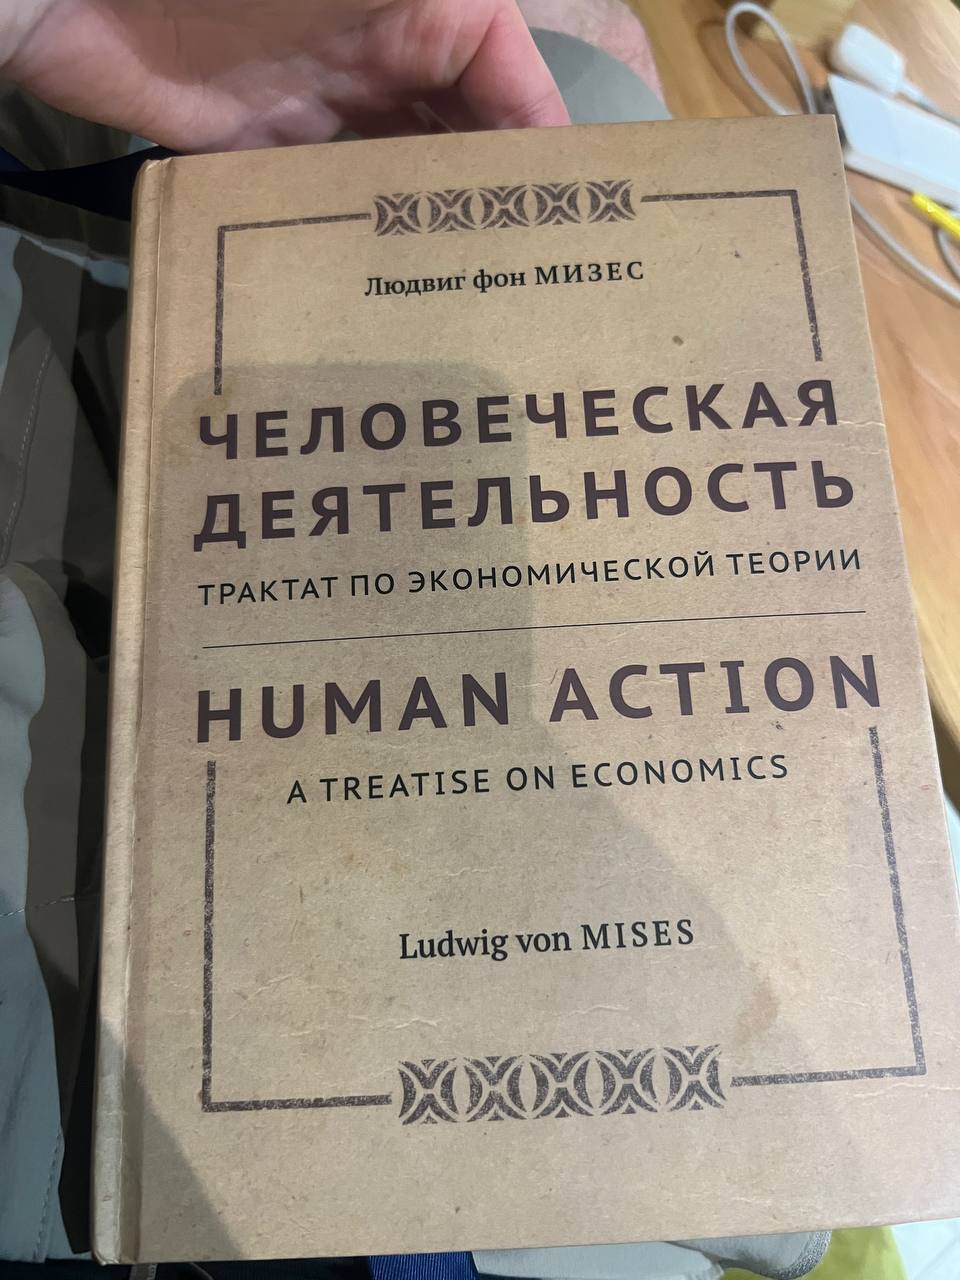 Людвиг фон МИЗЕС
ЧЕЛОВЕЧЕСКАЯ
ДЕЯТЕЛЬНОСТЬ
ТРАКТАТ ПО ЭКОНОМИЧЕСКОЙ ТЕОРИИ
HUMAN ACTION
A TREATISE ON ECONOMICS
Ludwig von MISES